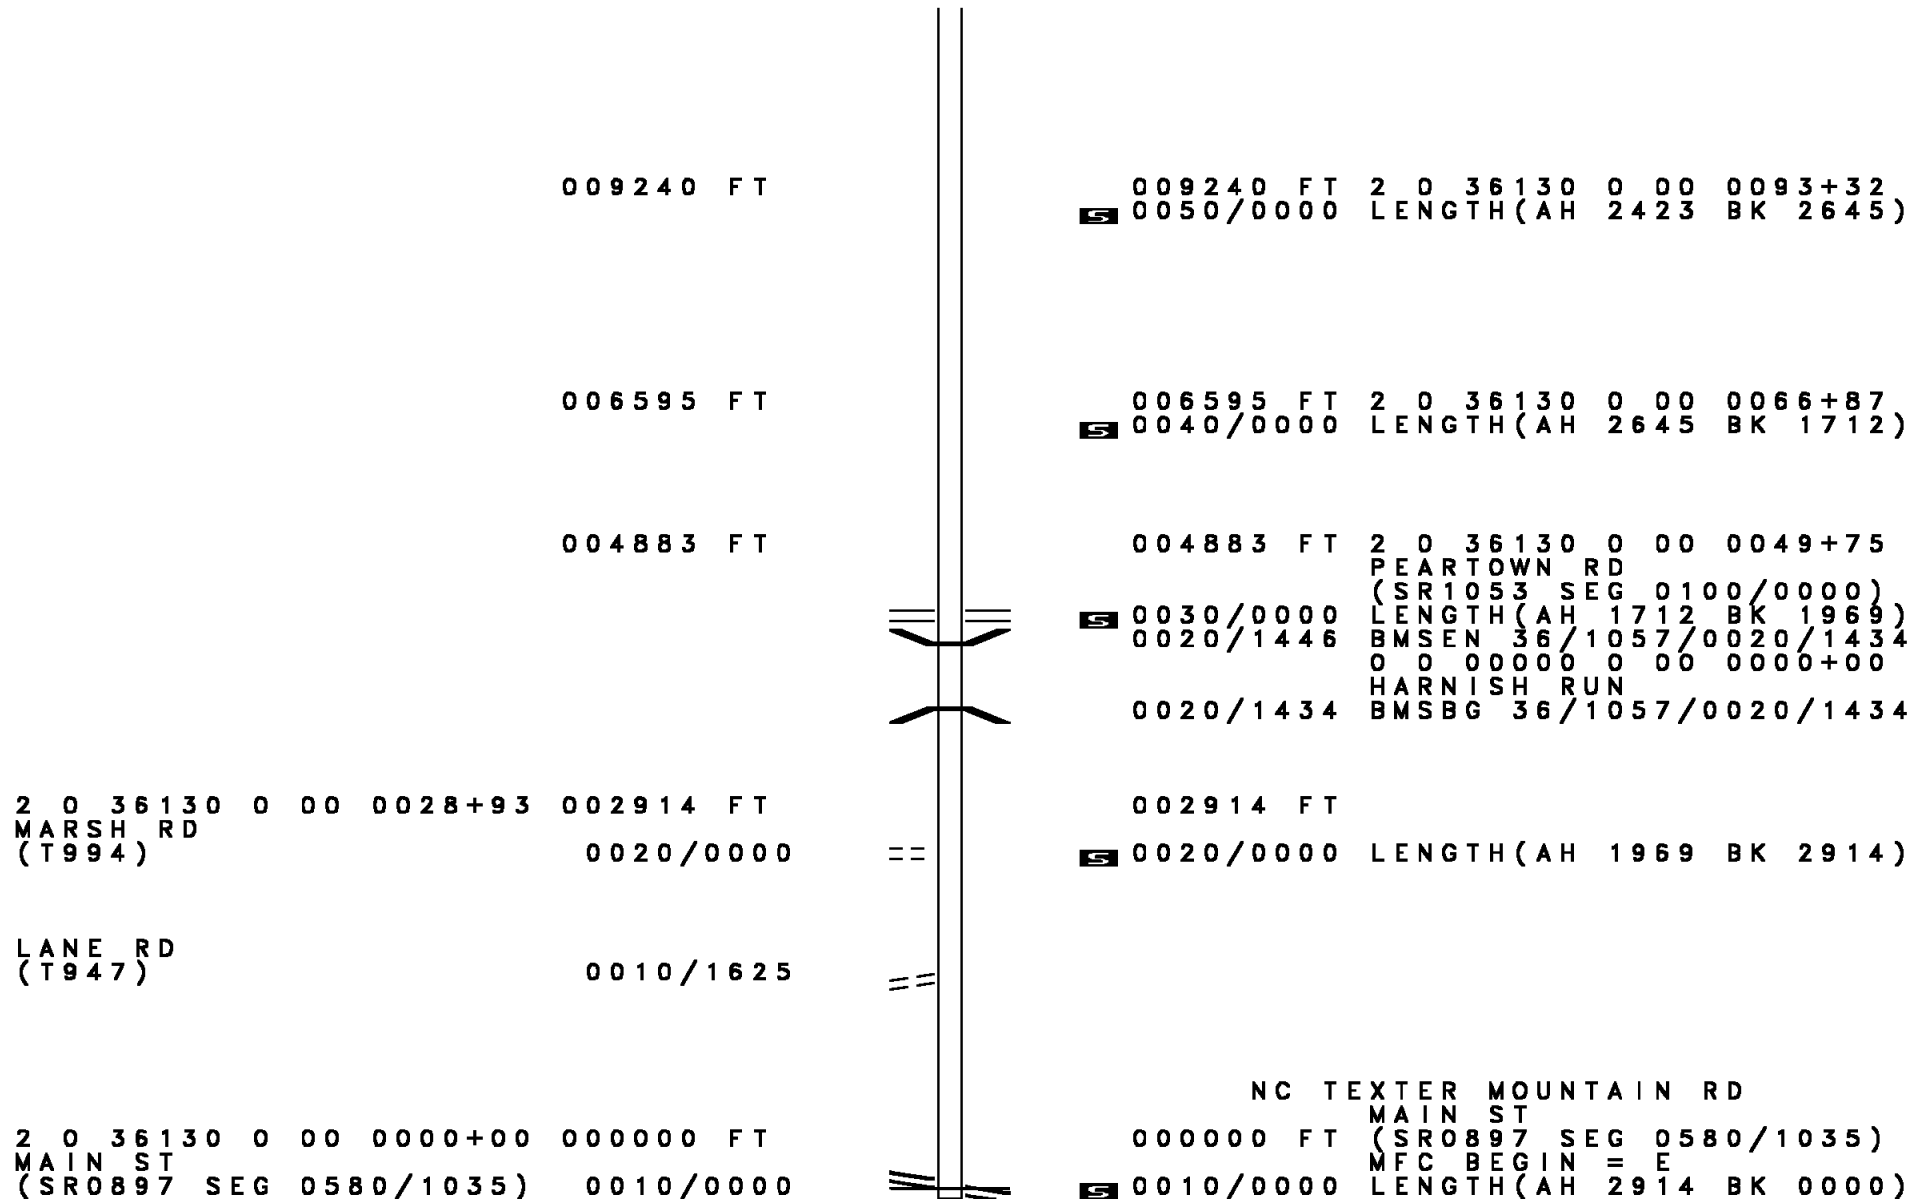 009240 FT 009240 FT 2 0 36130 0 00 0093+32
S 0050/0000 LENGTH(AH 2423 BK 2645)
006595 FT 006595 FT 2 0 36130 0 00 0066+87
S 0040/0000 LENGTH(AH 2645 BK 1712)
004883 FT 004883 FT 2 0 36130 0 00 0049+75
PEARTOWN RD
(SR1053 SEG 0100/0000)
S 0030/0000 LENGTH(AH 1712 BK 1969)
0020/1446 BMSEN 36/1057/0020/1434
0 0 00000 0 00 0000+00
HARNISH RUN
0020/1434 BMSBG 36/1057/0020/1434
2 0 36130 0 00 0028+93 002914 FT 002914 FT
MARSH RD
(T994) 0020/0000 S 0020/0000 LENGTH(AH 1969 BK 2914)
LANE RD
(T947) 0010/1625
NC TEXTER MOUNTAIN RD
MAIN ST
2 0 36130 0 00 0000+00 000000 FT 000000 FT (SR0897 SEG 0580/1035)
MAIN ST MFC BEGIN = E
(SR0897 SEG 0580/1035) 0010/0000 S 0010/0000 LENGTH(AH 2914 BK 0000)